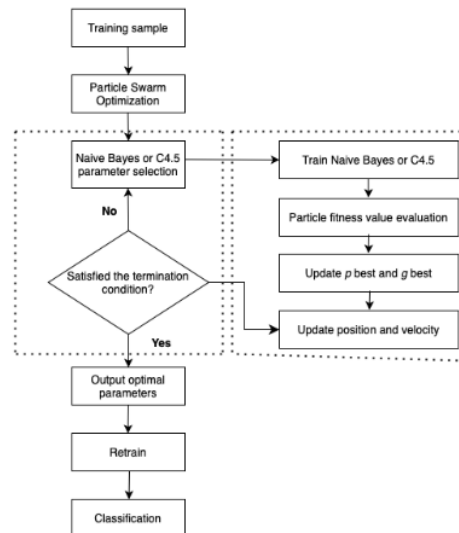 Training sample
Particle Swarm
Optimization
Naive Bayes or C4.5
parameter selection
Train Naive Bayes or C4.5
No
Particle fitness value evaluation
Satisfied the termination
condition?
Update p best and g best
Update position and velocity
Yes
Output optimal
parameters
Retrain
Classification